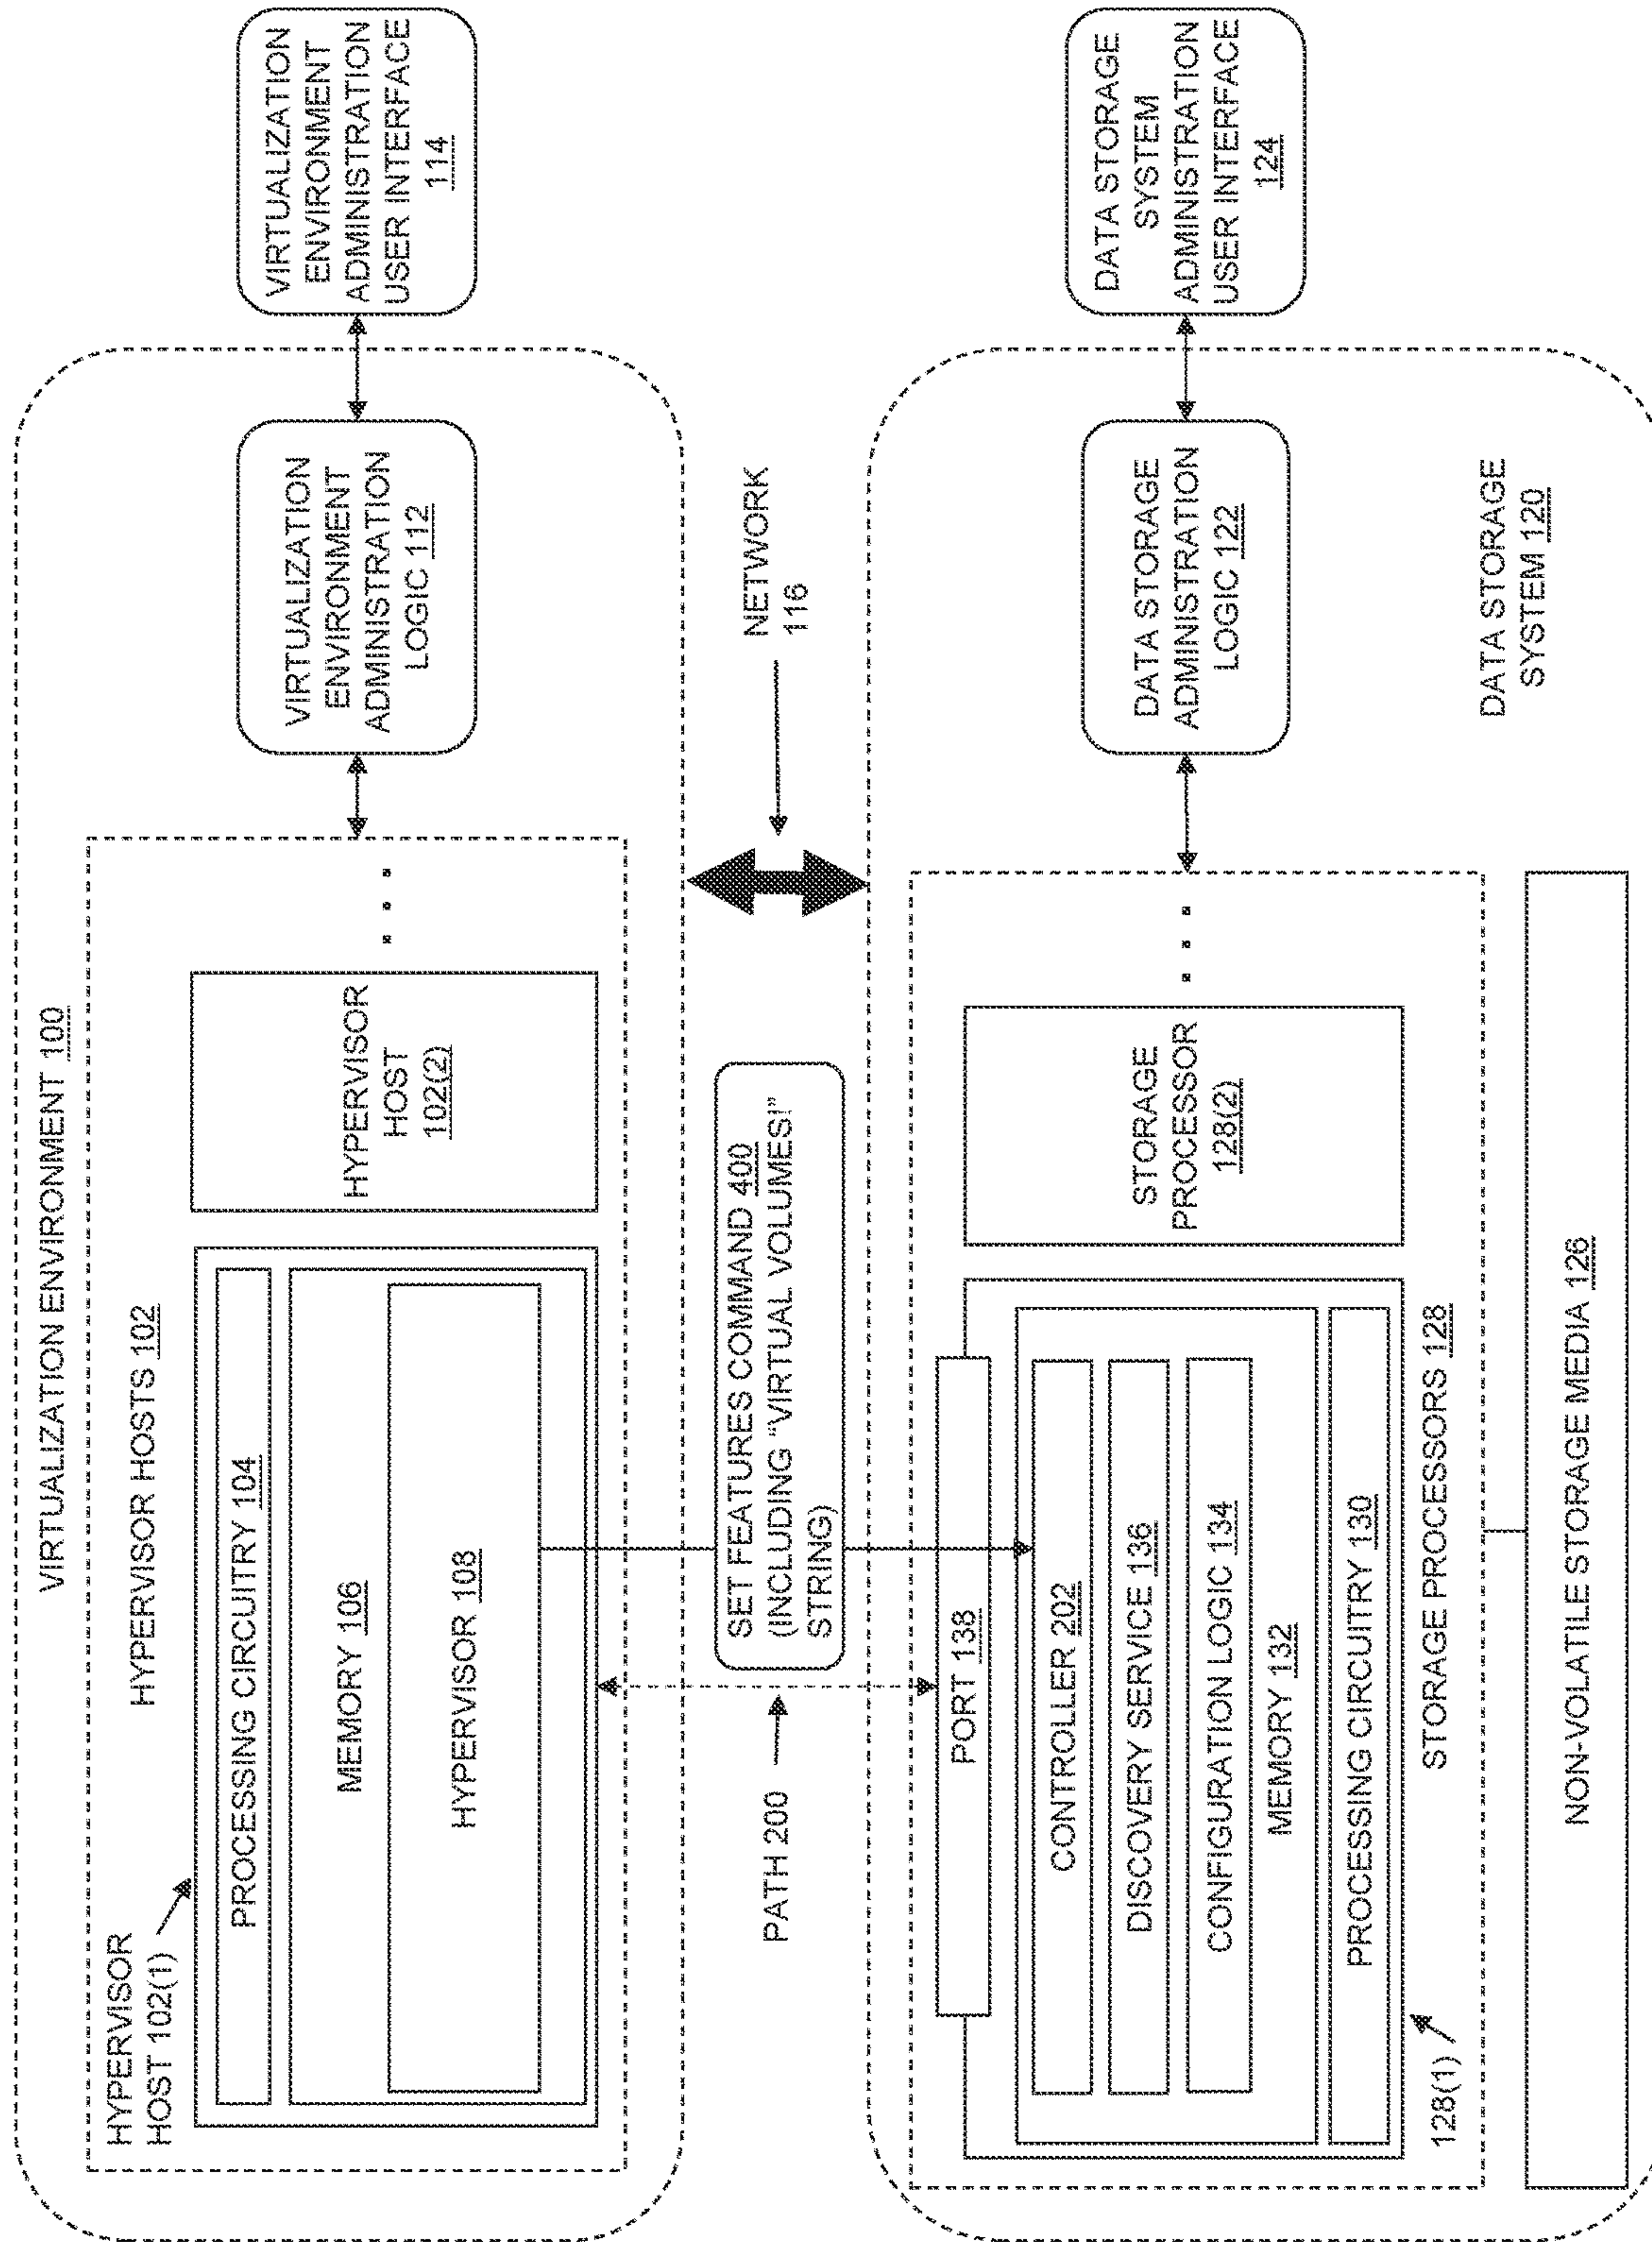 VIRTUALIZATION ENVIRONMENT 100
HYPERVISOR HOSTS 102
HYPERVISOR
HOST 102(1)
PROCESSING CIRCUITRY 104
MEMORY 106
HYPERVISOR 108
HYPERVISOR
HOST
102(2)
VIRTUALIZATION
ENVIRONMENT
ADMINISTRATION
LOGIC 112
VIRTUALIZATION
ENVIRONMENT
ADMINISTRATION
USER INTERFACE
114
PATH 200
SET FEATURES COMMAND 400
(INCLUDING "VIRTUAL VOLUMES!"
STRING)
NETWORK
116
PORT 138
CONTROLLER 202
DISCOVERY SERVICE 136
CONFIGURATION LOGIC 134
MEMORY 132
PROCESSING CIRCUITRY 130
128(1)
STORAGE PROCESSORS 128
STORAGE
PROCESSOR
128(2)
DATA STORAGE
ADMINISTRATION
LOGIC 122
DATA STORAGE
SYSTEM
ADMINISTRATION
USER INTERFACE
124
DATA STORAGE
SYSTEM 120
NON-VOLATILE STORAGE MEDIA 126